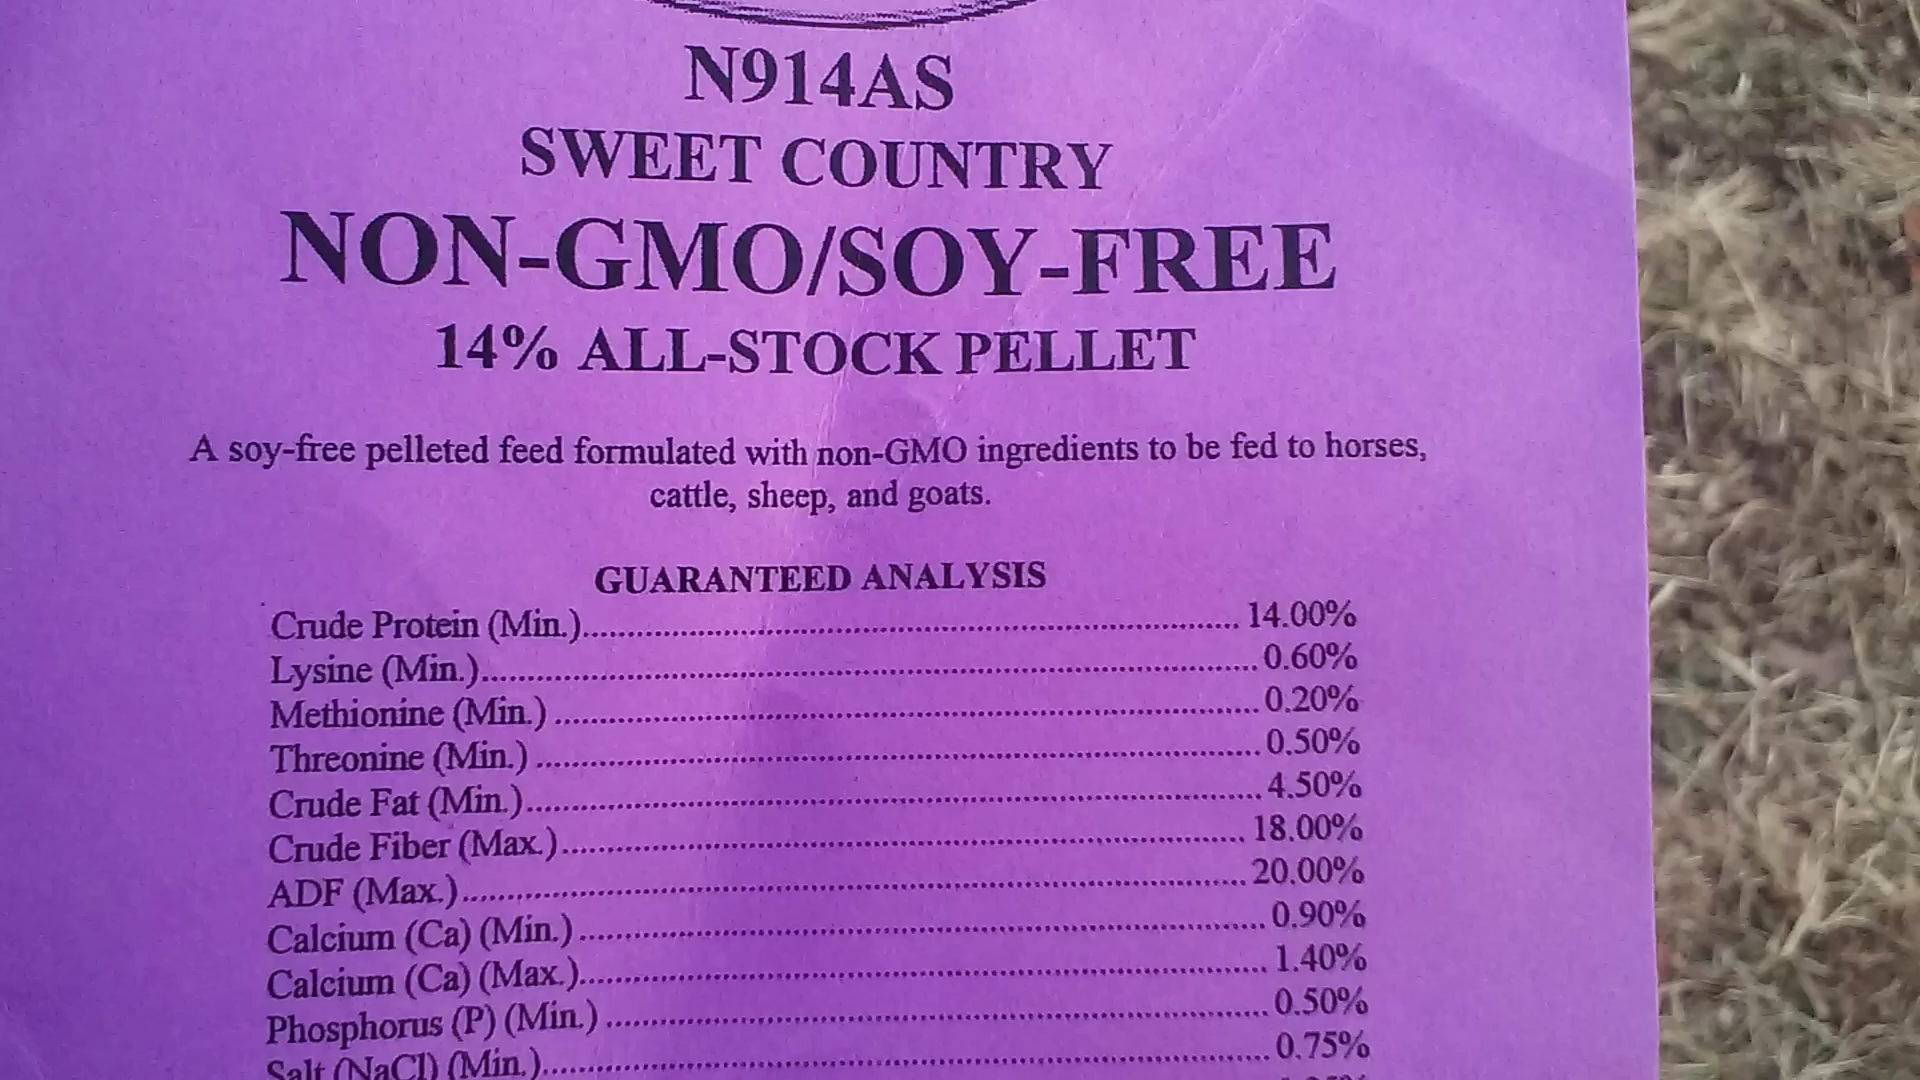 N914AS
SWEET COUNTRY
NON-GMO/SOY-FREE
14% ALL-STOCK PELLET
A soy-free pelleted feed formulated with non-GMO ingredients to be fed to horses,
cattle, sheep, and goats.
GUARANTEED ANALYSIS
Crude Protein (Min.)........................ 14.00%
Lysine (Min.)........................ 0.60%
Methionine (Min.) ........................ 0.20%
Threonine (Min.) ........................ 0.50%
Crude Fat (Min.)........................ 4.50%
Crude Fiber (Max.)........................ 18.00%
ADF (Max.)........................ 20.00%
Calcium (Ca) (Min.) ........................ 0.90%
Calcium (Ca) (Max.)........................ 1.40%
Phosphorus (P) (Min.) ........................ 0.50%
Salt (NaCl) (Min.)........................ 0.75%